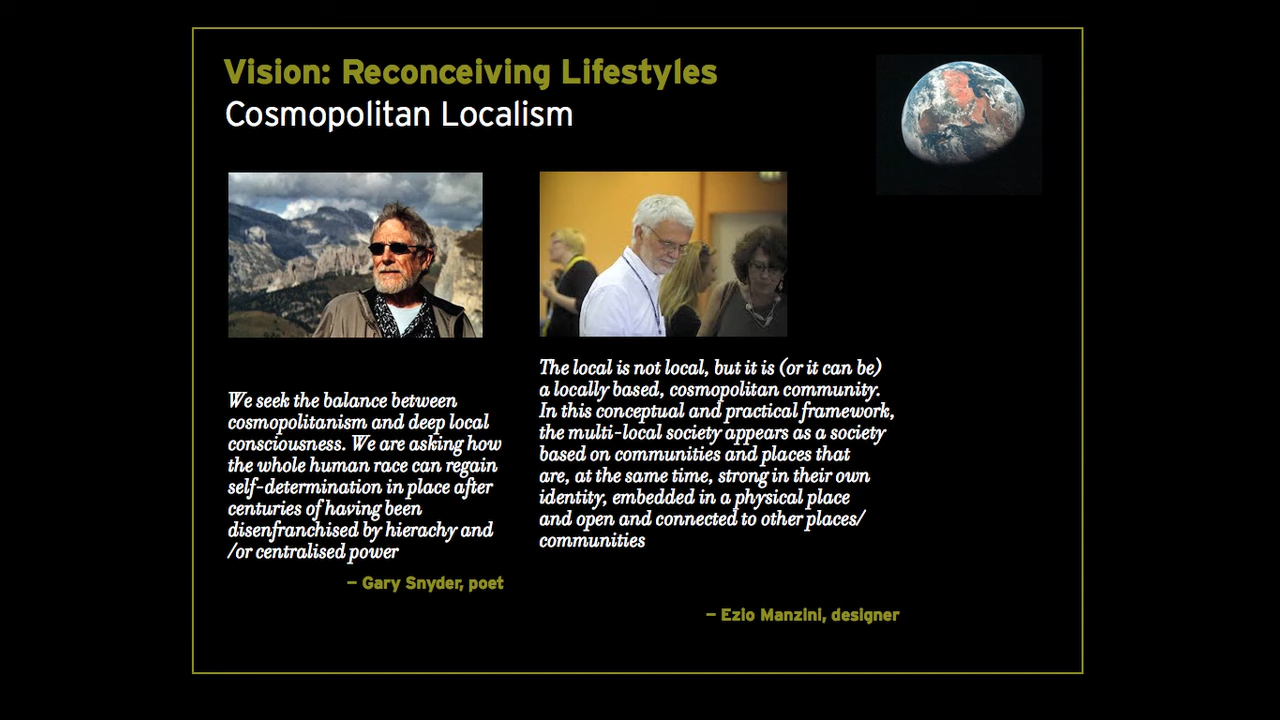 Vision: Reconceiving Lifestyles
Cosmopolitan Localism
We seek the balance between
cosmopolitanism and deep local
consciousness. We are asking how
the whole human race can regain
self-determination in place after
centuries of having been
disenfranchised by hierachy and
/or centralised power
– Gary Snyder, poet
The local is not local, but it is (or it can be)
a locally based, cosmopolitan community.
In this conceptual and practical framework,
the multi-local society appears as a society
based on communities and places that
are, at the same time, strong in their own
identity, embedded in a physical place
and open and connected to other places/
communities
– Ezio Manzini, designer